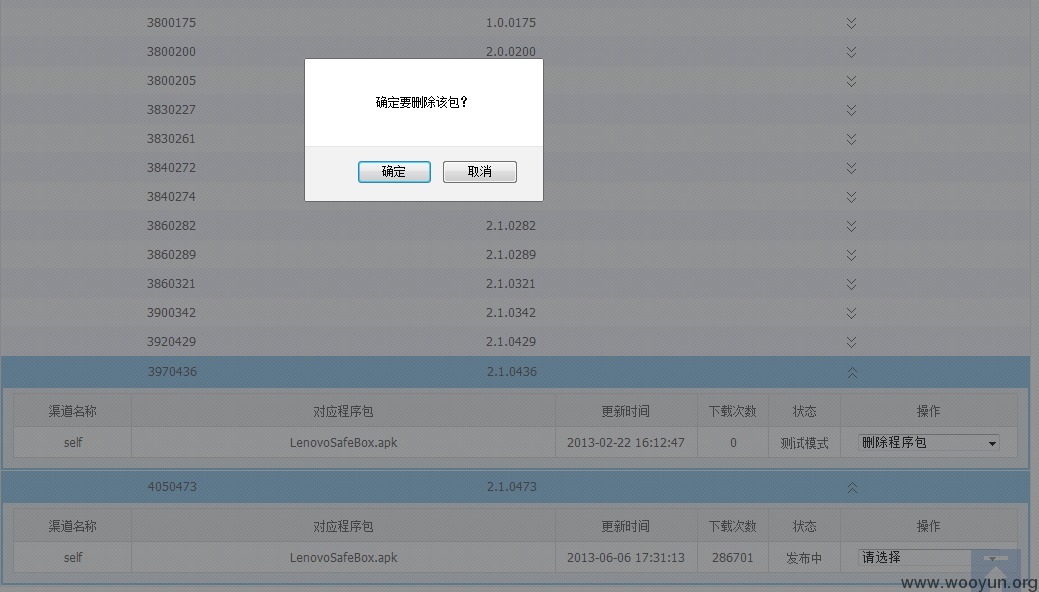 3800175 1.0.0175
3800200 2.0.0200
3800205
3830227
3830261
3840272
3840274
确定要删除该包?
确定 取消
3860282 2.1.0282
3860289 2.1.0289
3860321 2.1.0321
3900342 2.1.0342
3920429 2.1.0429
3970436 2.1.0436
渠道名称 对应程序包 更新时间 下载次数 状态 操作
self LenovoSafeBox.apk 2013-02-22 16:12:47 0 测试模式 删除程序包
4050473 2.1.0473
渠道名称 对应程序包 更新时间 下载次数 状态 操作
self LenovoSafeBox.apk 2013-06-06 17:31:13 286701 发布中 请选择
www.wooyun.org